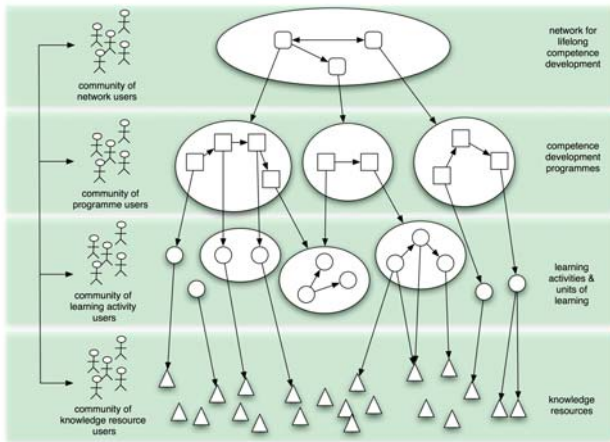 community of
network users
network for
lifelong competence
development
community of
programme users
competence
development
programmes
community of
learning activity
users
learning
activities &
units of
learning
community of
knowledge resource
users
knowledge
resources